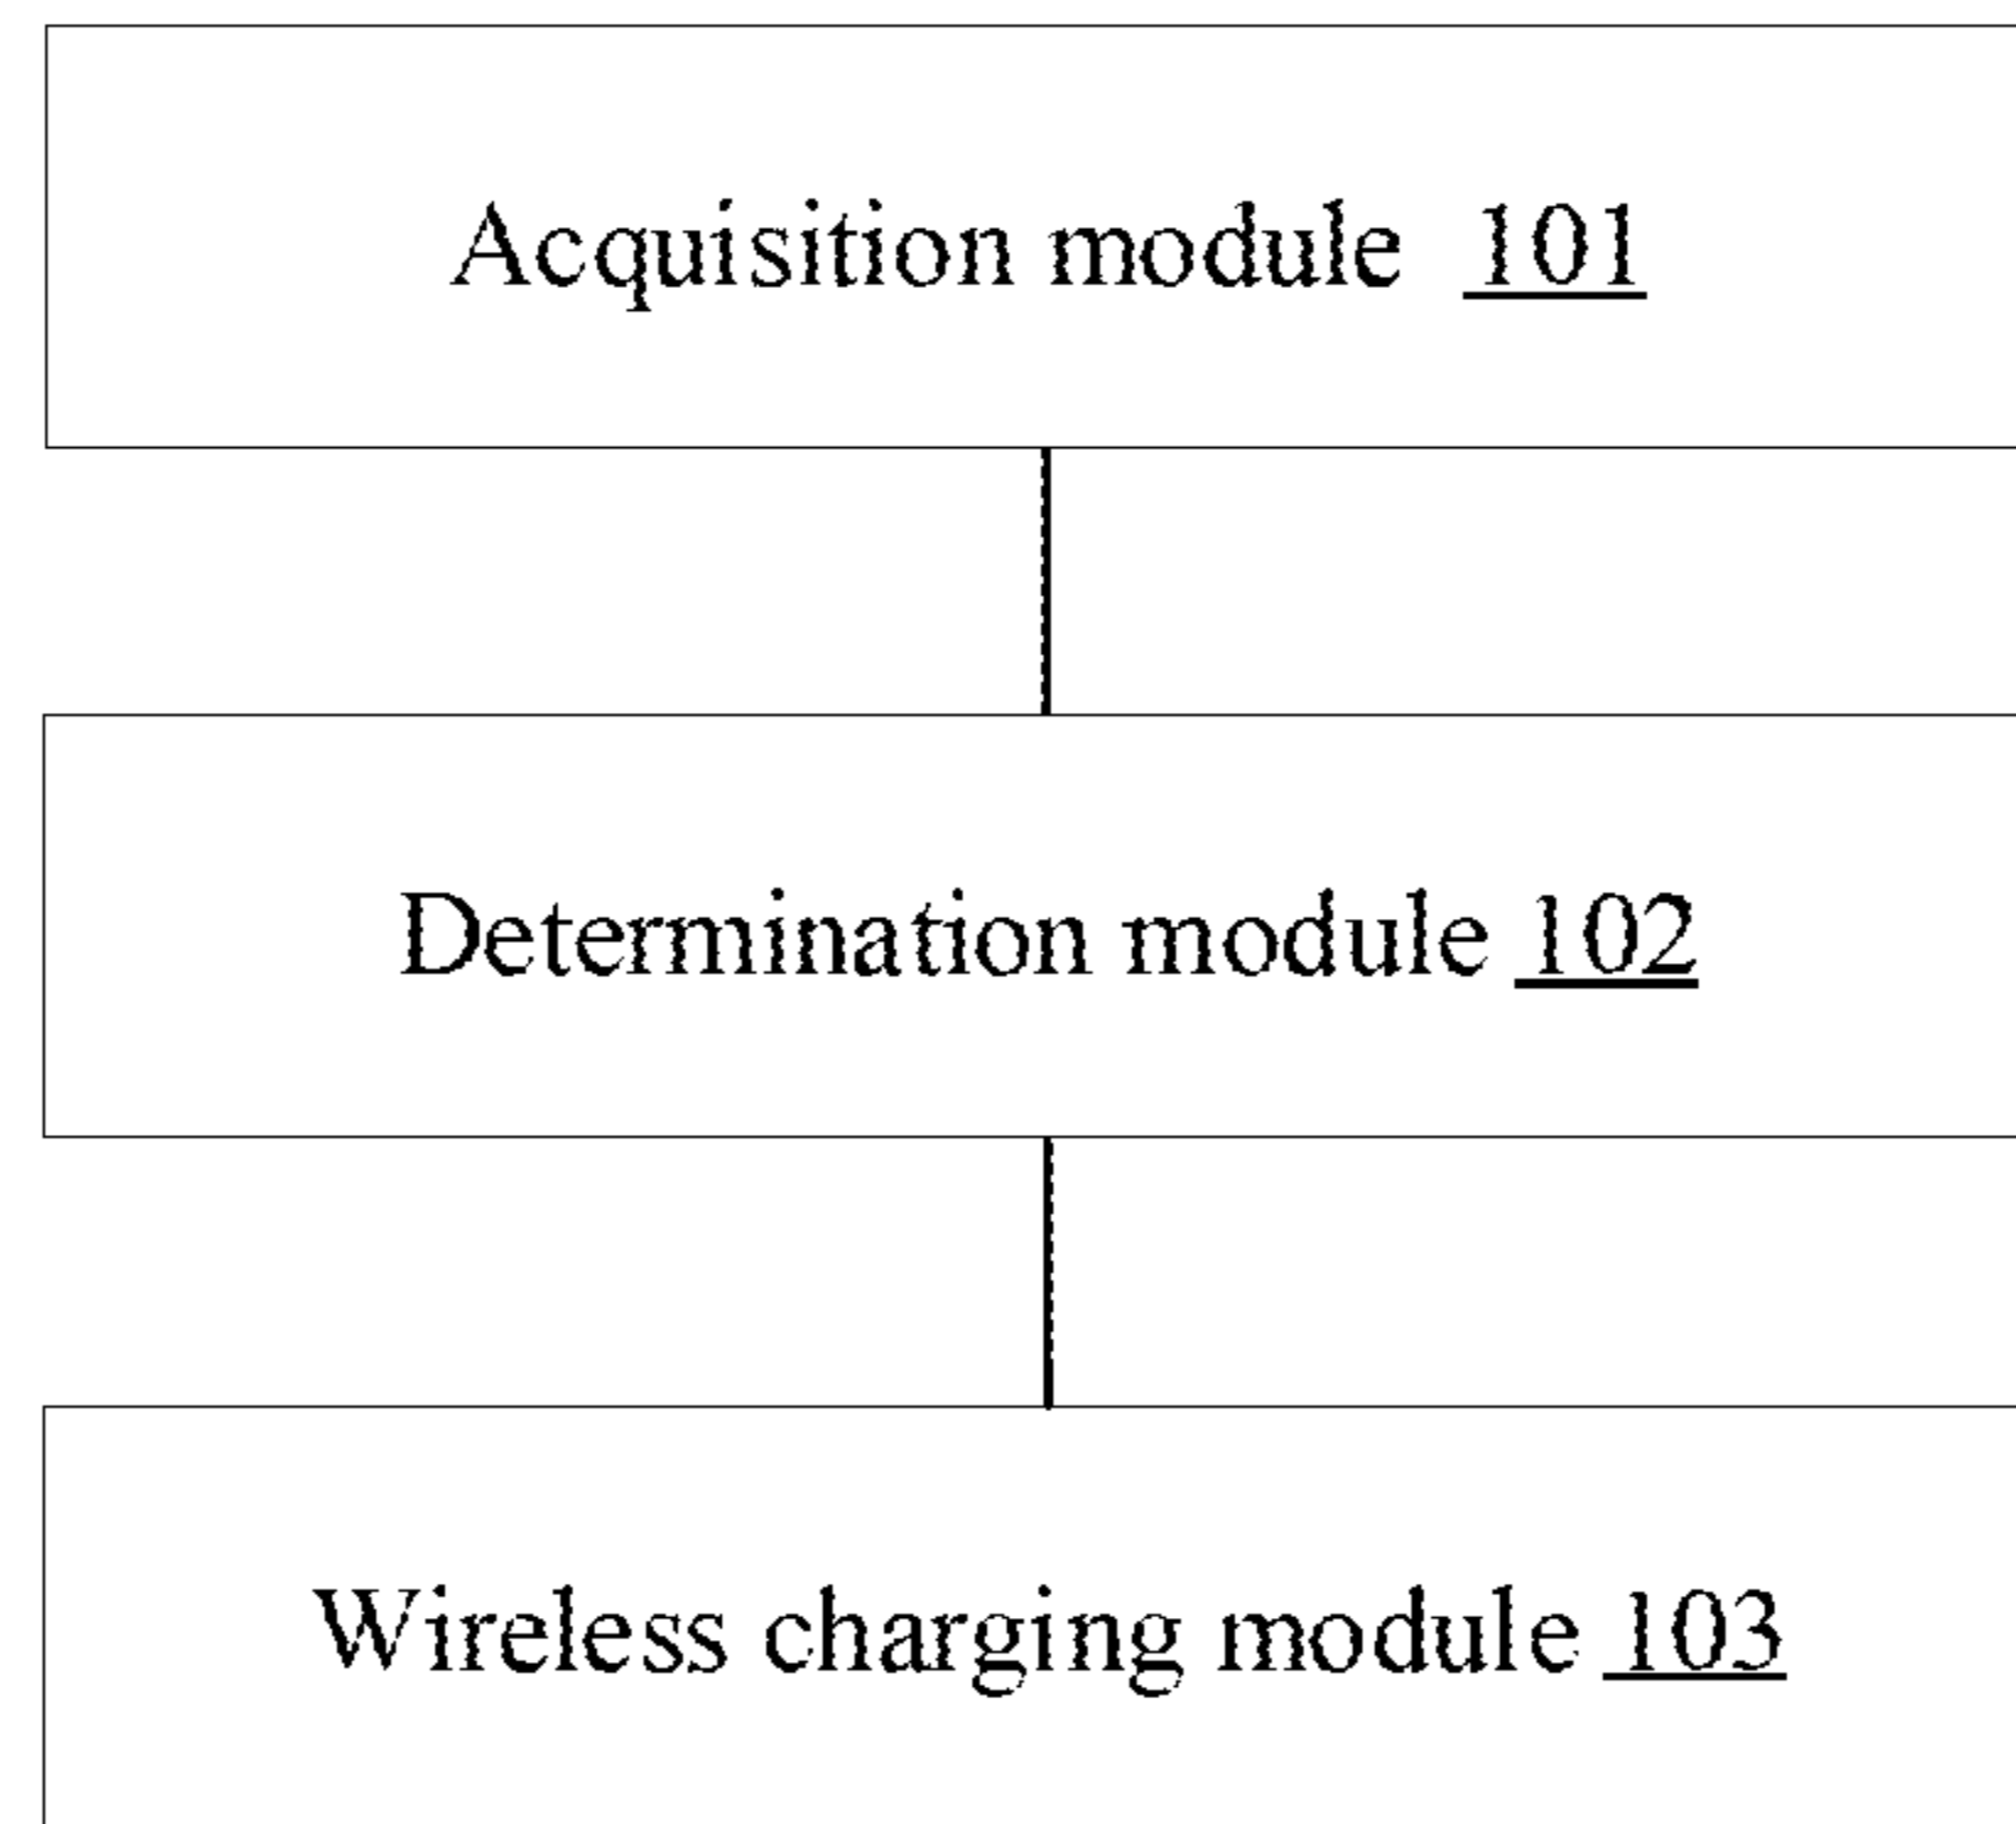 Acquisition module 101
Determination module 102
Wireless charging module 103